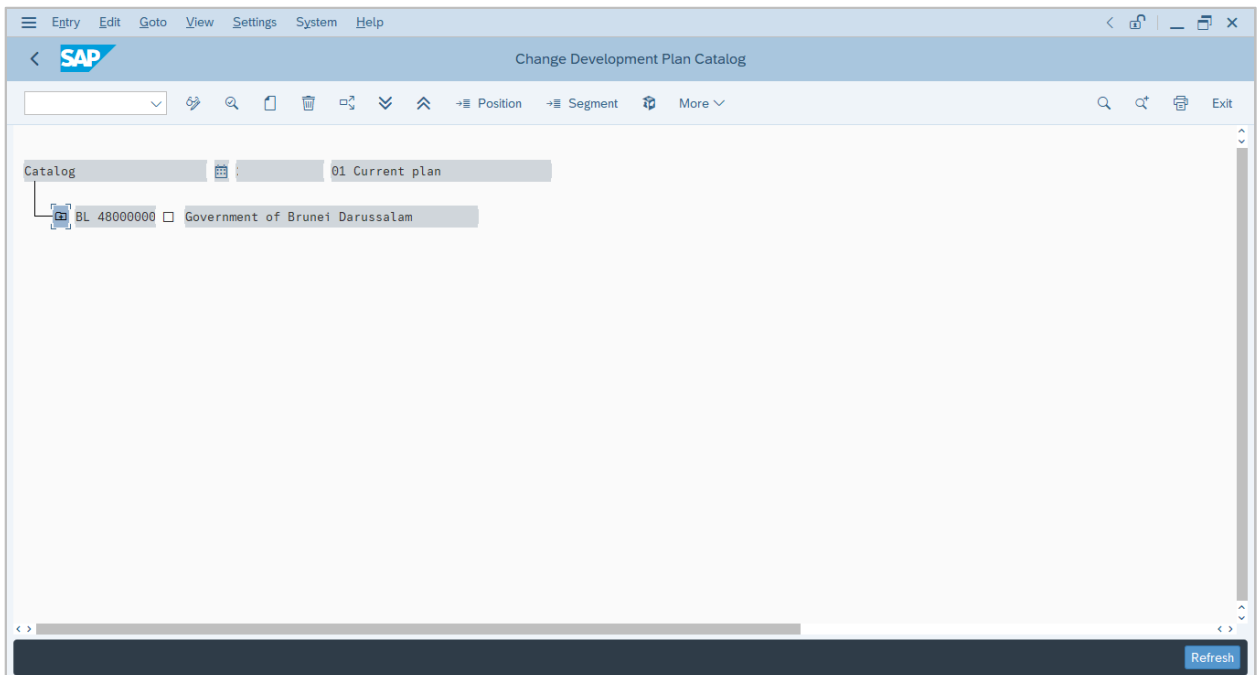 Entry Edit Goto View Settings System Help
SAP
Change Development Plan Catalog
Position Segment More Exit
Catalog 01 Current plan
BL 48000000 Government of Brunei Darussalam
Refresh